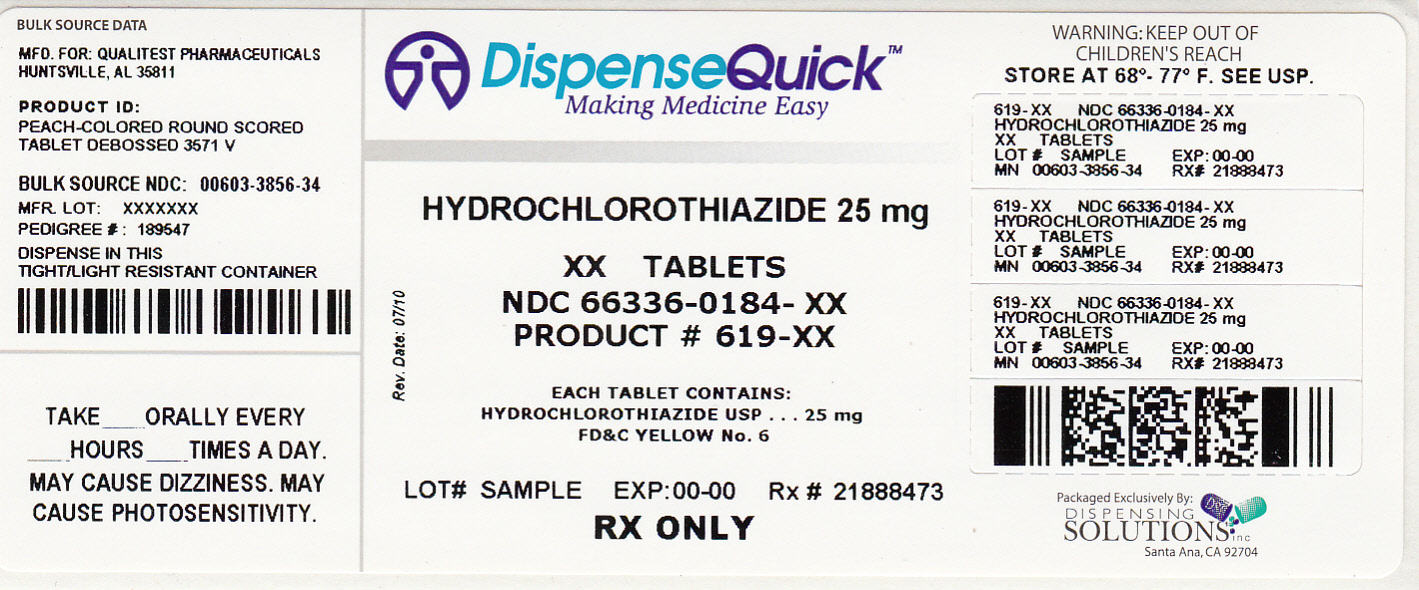 BULK SOURCE DATA
MFD. FOR: QUALITEST PHARMACEUTICALS
HUNTSVILLE, AL 35811
PRODUCT ID:
PEACH-COLORED ROUND SCORED
TABLET DEBOSSED 3571 V
BULK SOURCE NDC: 00603-3856-34
MFR. LOT: XXXXXXX
PEDIGREE #: 189547
DISPENSE IN THIS
TIGHT/LIGHT RESISTANT CONTAINER
TAKE ___ ORALLY EVERY
___ HOURS ___ TIMES A DAY.
MAY CAUSE DIZZINESS. MAY
CAUSE PHOTOSENSITIVITY.
DispenseQuick™
Making Medicine Easy
HYDROCHLOROTHIAZIDE 25 mg
XX TABLETS
NDC 66336-0184- XX
PRODUCT # 619-XX
Rev. Date: 07/10
EACH TABLET CONTAINS:
HYDROCHLOROTHIAZIDE USP . . . 25 mg
FD&C YELLOW No. 6
LOT# SAMPLE EXP:00-00 Rx # 21888473
RX ONLY
WARNING: KEEP OUT OF
CHILDREN'S REACH
STORE AT 68°- 77° F. SEE USP.
619-XX NDC 66336-0184-XX
HYDROCHLOROTHIAZIDE 25 mg
XX TABLETS
LOT # SAMPLE EXP: 00-00
MN 00603-3856-34 RX# 21888473
619-XX NDC 66336-0184-XX
HYDROCHLOROTHIAZIDE 25 mg
XX TABLETS
LOT # SAMPLE EXP: 00-00
MN 00603-3856-34 RX# 21888473
619-XX NDC 66336-0184-XX
HYDROCHLOROTHIAZIDE 25 mg
XX TABLETS
LOT # SAMPLE EXP: 00-00
MN 00603-3856-34 RX# 21888473
Packaged Exclusively By:
DISPENSING
SOLUTIONS inc
Santa Ana, CA 92704